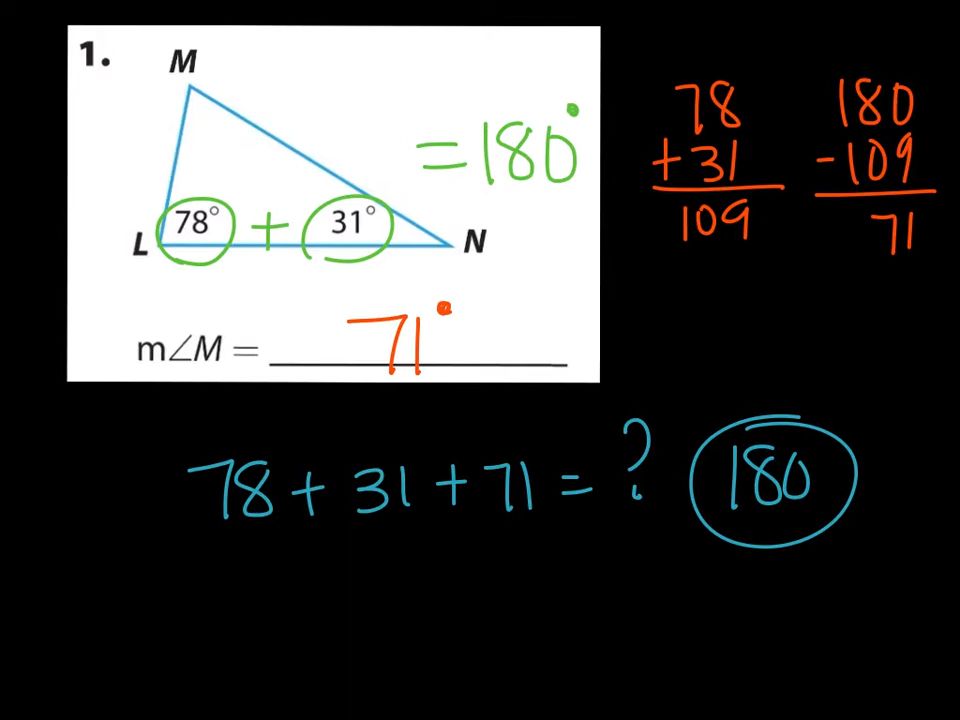 1.
M
= 180°
78° + 31°
L
N
m∠M = 71°
78
+31
109
180
-109
71
78 + 31 + 71 = ? 180